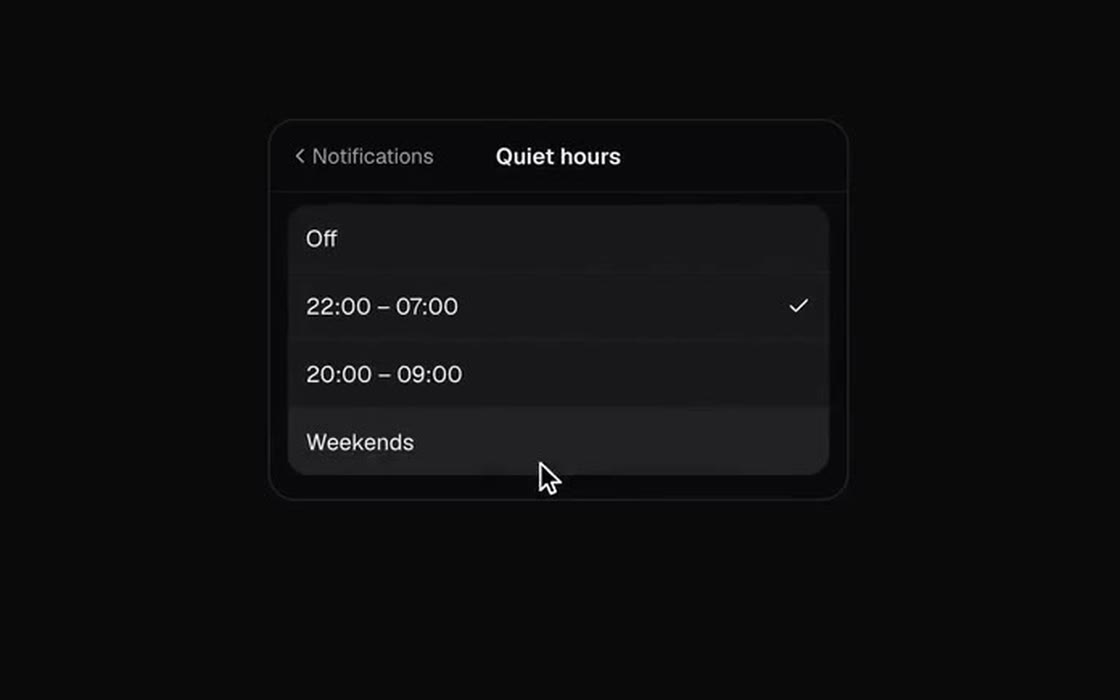 Notifications
Quiet hours
Off
22:00 – 07:00
20:00 – 09:00
Weekends